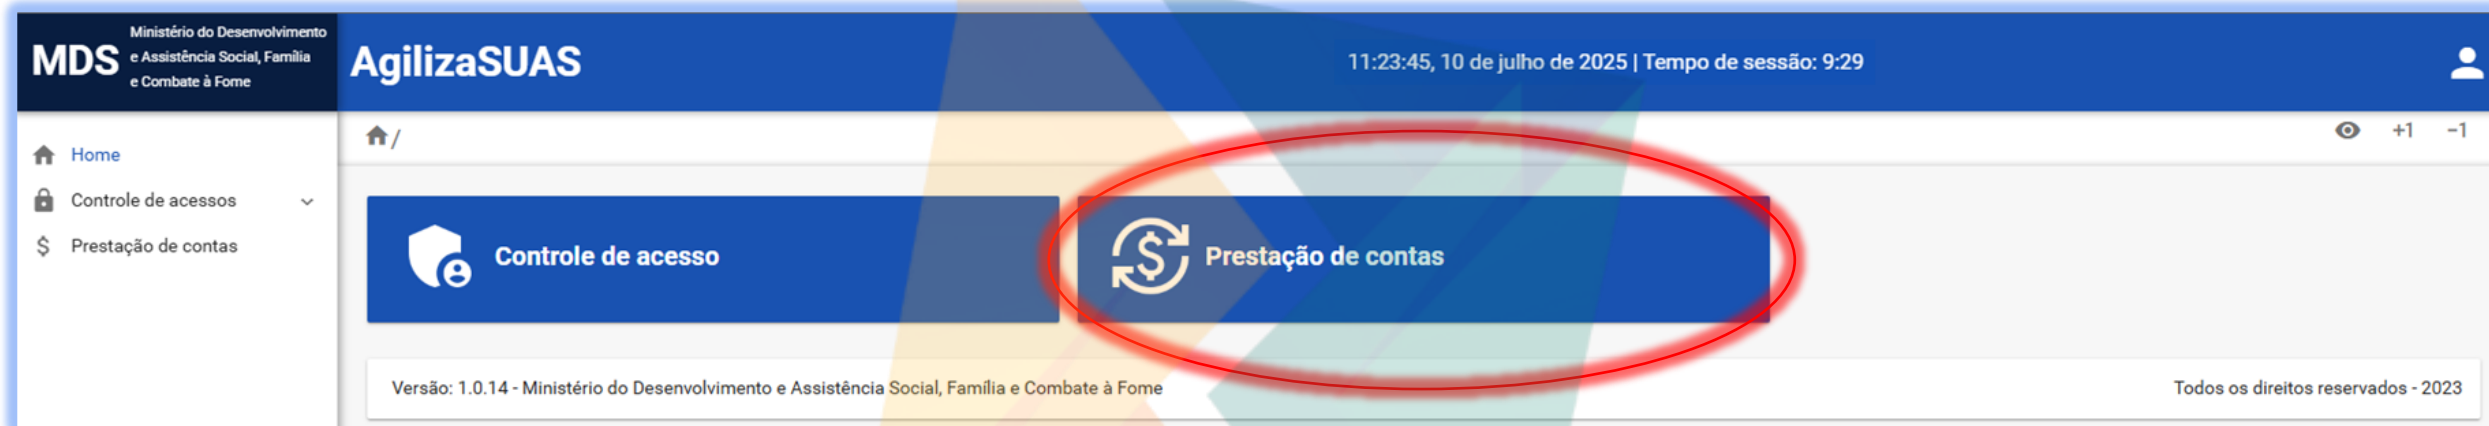 MDS
Ministério do Desenvolvimento
e Assistência Social, Família
e Combate à Fome
AgilizaSUAS
11:23:45, 10 de julho de 2025 | Tempo de sessão: 9:29
/
+1 -1
Home
Controle de acessos
$ Prestação de contas
Controle de acesso
$ Prestação de contas
Versão: 1.0.14 - Ministério do Desenvolvimento e Assistência Social, Família e Combate à Fome
Todos os direitos reservados - 2023